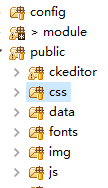 config
> module
public
ckeditor
css
data
fonts
img
js